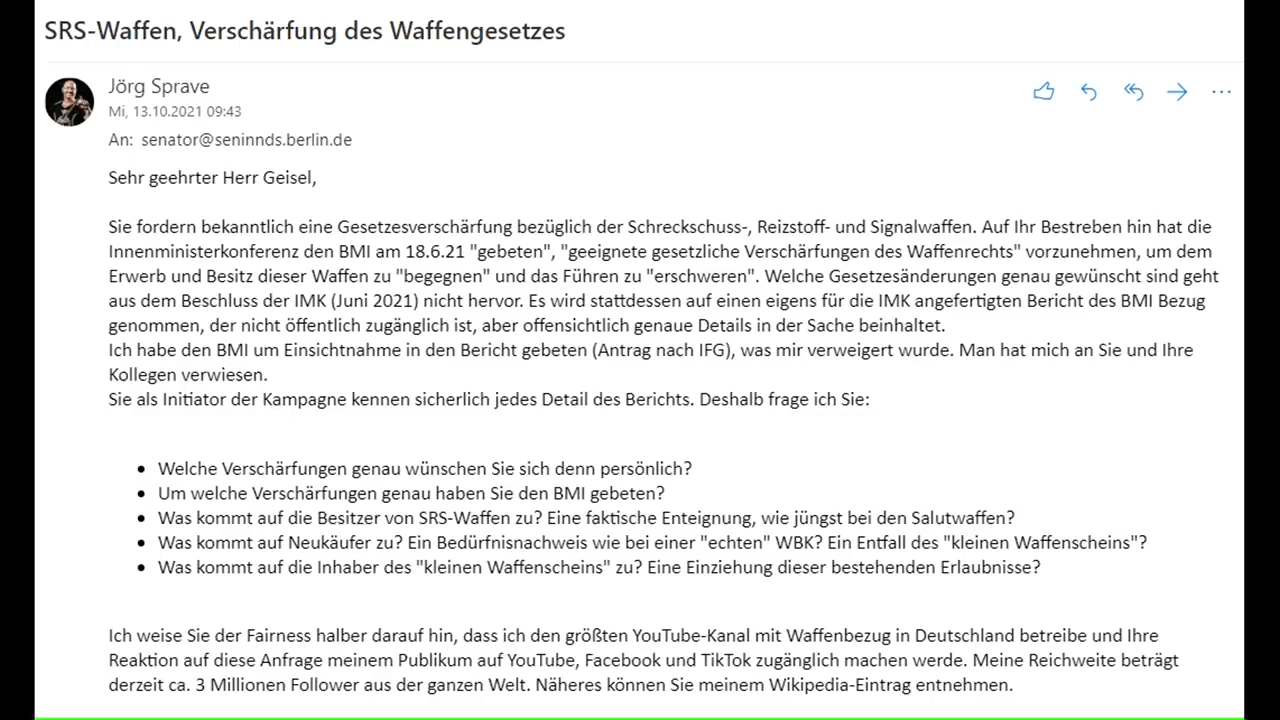 SRS-Waffen, Verschärfung des Waffengesetzes
Jörg Sprave
Mi, 13.10.2021 09:43
An: senator@seninnds.berlin.de
Sehr geehrter Herr Geisel,
Sie fordern bekanntlich eine Gesetzesverschärfung bezüglich der Schreckschuss-, Reizstoff- und Signalwaffen. Auf Ihr Bestreben hin hat die
Innenministerkonferenz den BMI am 18.6.21 "gebeten", "geeignete gesetzliche Verschärfungen des Waffenrechts" vorzunehmen, um dem
Erwerb und Besitz dieser Waffen zu "begegnen" und das Führen zu "erschweren". Welche Gesetzesänderungen genau gewünscht sind geht
aus dem Beschluss der IMK (Juni 2021) nicht hervor. Es wird stattdessen auf einen eigens für die IMK angefertigten Bericht des BMI Bezug
genommen, der nicht öffentlich zugänglich ist, aber offensichtlich genaue Details in der Sache beinhaltet.
Ich habe den BMI um Einsichtnahme in den Bericht gebeten (Antrag nach IFG), was mir verweigert wurde. Man hat mich an Sie und Ihre
Kollegen verwiesen.
Sie als Initiator der Kampagne kennen sicherlich jedes Detail des Berichts. Deshalb frage ich Sie:
• Welche Verschärfungen genau wünschen Sie sich denn persönlich?
• Um welche Verschärfungen genau haben Sie den BMI gebeten?
• Was kommt auf die Besitzer von SRS-Waffen zu? Eine faktische Enteignung, wie jüngst bei den Salutwaffen?
• Was kommt auf Neukäufer zu? Ein Bedürfnisnachweis wie bei einer "echten" WBK? Ein Entfall des "kleinen Waffenscheins"?
• Was kommt auf die Inhaber des "kleinen Waffenscheins" zu? Eine Einziehung dieser bestehenden Erlaubnisse?
Ich weise Sie der Fairness halber darauf hin, dass ich den größten YouTube-Kanal mit Waffenbezug in Deutschland betreibe und Ihre
Reaktion auf diese Anfrage meinem Publikum auf YouTube, Facebook und TikTok zugänglich machen werde. Meine Reichweite beträgt
derzeit ca. 3 Millionen Follower aus der ganzen Welt. Näheres können Sie meinem Wikipedia-Eintrag entnehmen.